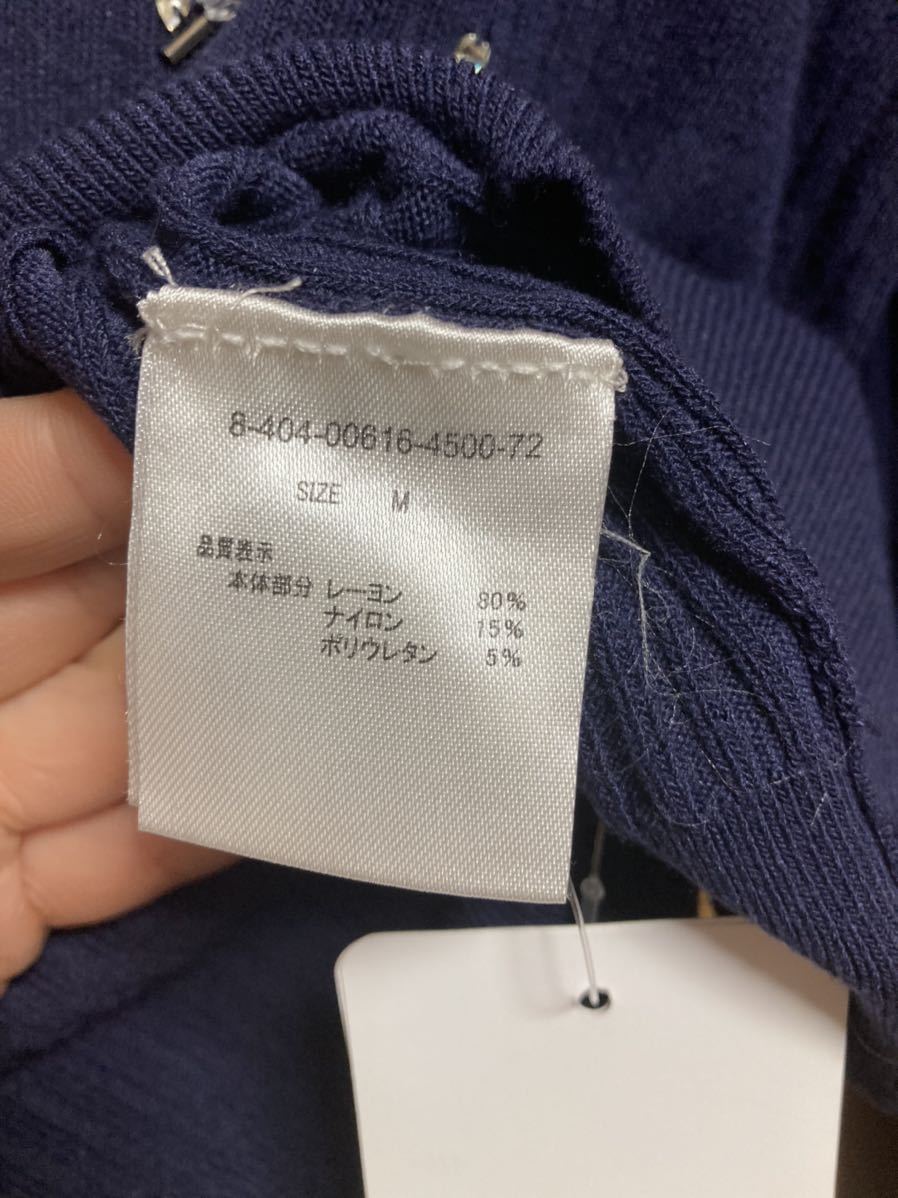 8-404-00616-4500-72
SIZE M
品質表示
本体部分 レーヨン 80%
ナイロン 15%
ポリウレタン 5%